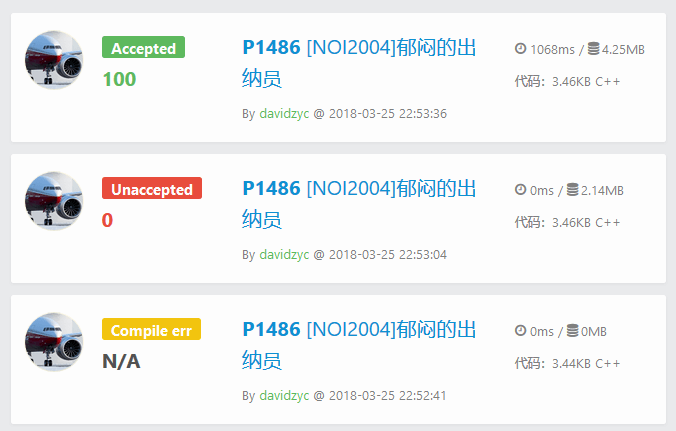 Accepted
100
P1486 [NOI2004]郁闷的出
纳员
By davidzyc @ 2018-03-25 22:53:36
1068ms / 4.25MB
代码：3.46KB C++
Unaccepted
0
P1486 [NOI2004]郁闷的出
纳员
By davidzyc @ 2018-03-25 22:53:04
0ms / 2.14MB
代码：3.46KB C++
Compile err
N/A
P1486 [NOI2004]郁闷的出
纳员
By davidzyc @ 2018-03-25 22:52:41
0ms / 0MB
代码：3.44KB C++